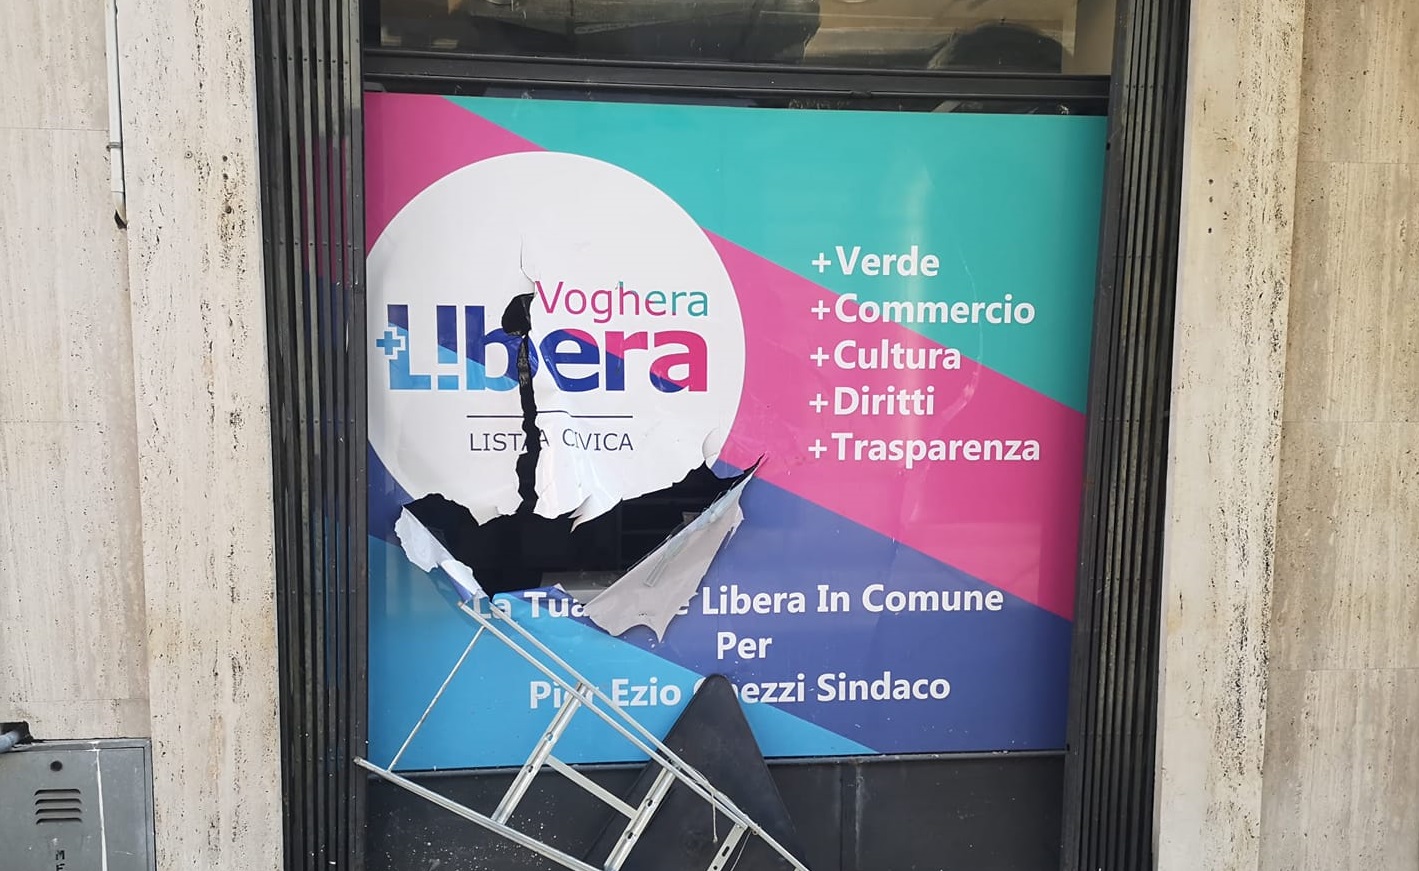 Voghera
L!bera
LISTA CIVICA
+Verde
+Commercio
+Cultura
+Diritti
+Trasparenza
La Tua Libera In Comune
Per
Ezio Sindaco